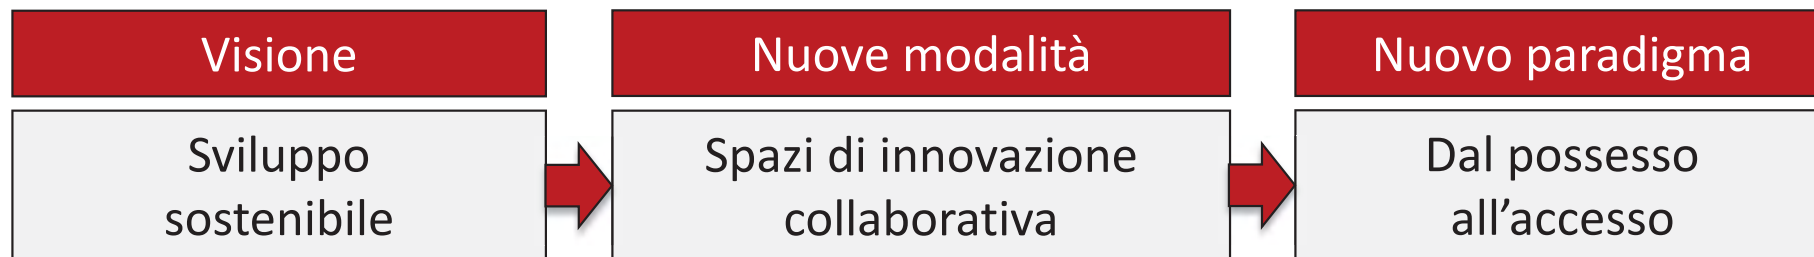 Visione
Sviluppo
sostenibile
Nuove modalità
Spazi di innovazione
collaborativa
Nuovo paradigma
Dal possesso
all’accesso